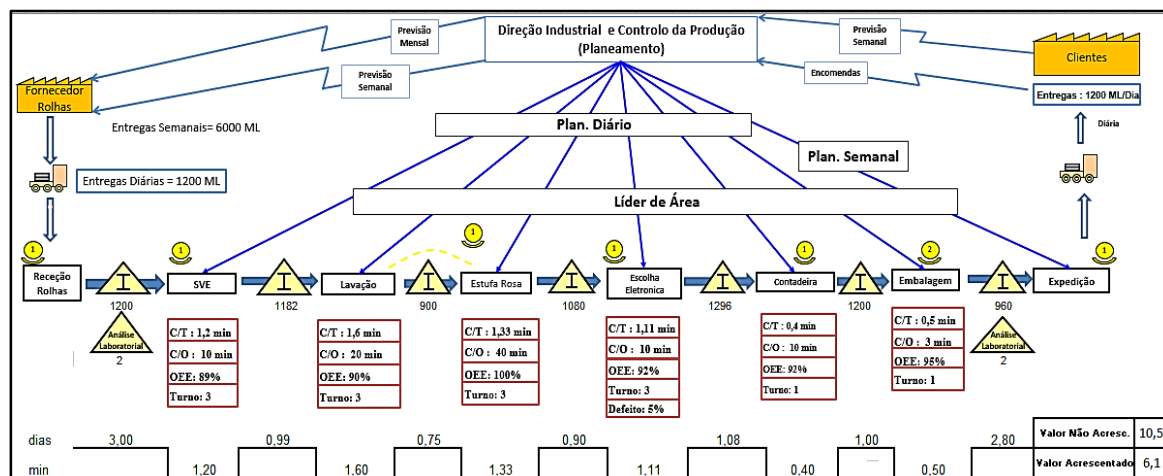 Previsão
Mensal
Direção Industrial e Controlo da Produção
(Planeamento)
Previsão
Semanal
Clientes
Fornecedor
Rolhas
Previsão
Semanal
Encomendas
Entregas : 1200 ML/Dia
Entregas Semanais= 6000 ML
Plan. Diário
Diária
Plan. Semanal
Entregas Diárias = 1200 ML
Líder de Área
1
1
1
1
1
2
1
Receção
Rolhas
I
SVE
I
Lavação
I
Estufa Rosa
I
Escolha
Eletronica
I
Contadeira
I
Embalagem
I
Expedição
1200
1182
900
1080
1296
1200
960
Análise
Laboratorial
2
C/T : 1,2 min
C/O : 10 min
OEE: 89%
Turno: 3
C/T : 1,6 min
C/O : 20 min
OEE: 90%
Turno: 3
C/T : 1,33 min
C/O : 40 min
OEE: 100%
Turno: 3
C/T : 1,11 min
C/O : 10 min
OEE: 92%
Turno: 3
Defeito: 5%
C/T : 0,4 min
C/O : 10 min
OEE: 92%
Turno: 1
C/T : 0,5 min
C/O : 3 min
OEE: 95%
Turno: 1
Análise
Laboratorial
2
dias 3,00 0,99 0,75 0,90 1,08 1,00 2,80
Valor Não Acresc. 10,5
min 1,20 1,60 1,33 1,11 0,40 0,50
Valor Acrescentado 6,1